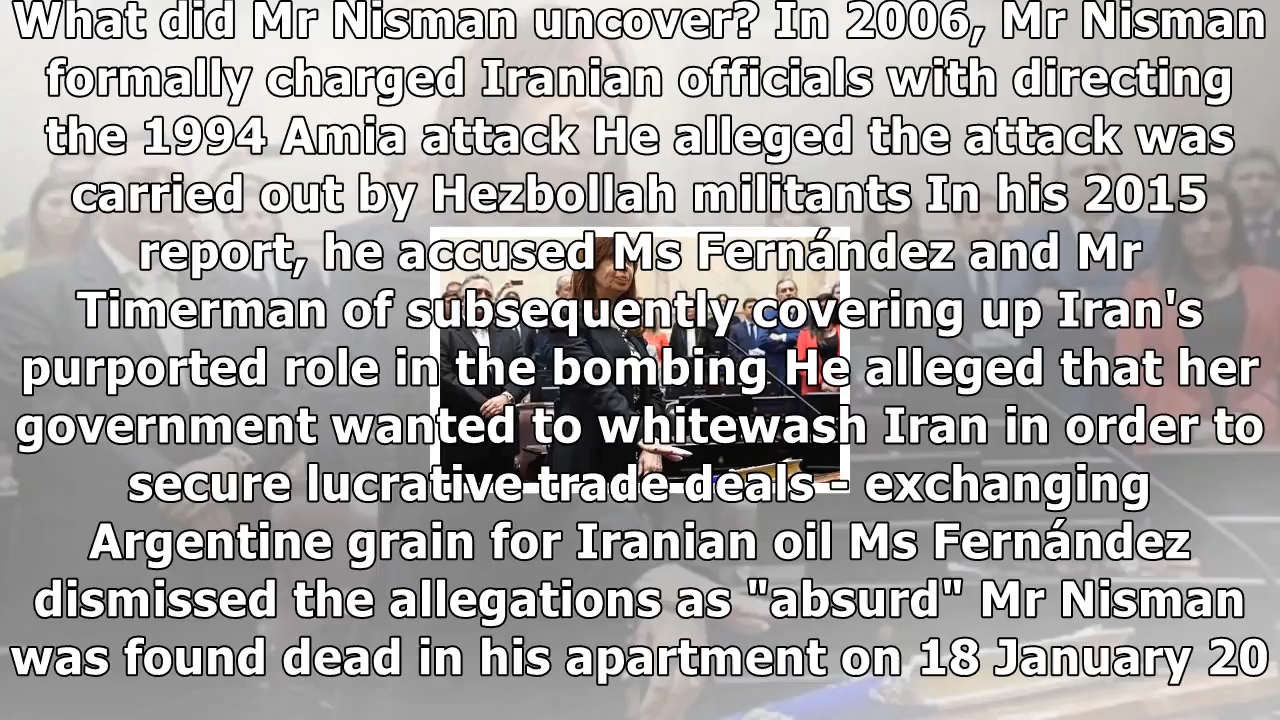 What did Mr Nisman uncover? In 2006, Mr Nisman
formally charged Iranian officials with directing
the 1994 Amia attack He alleged the attack was
carried out by Hezbollah militants In his 2015
report, he accused Ms Fernández and Mr
Timerman of subsequently covering up Iran's
purported role in the bombing He alleged that her
government wanted to whitewash Iran in order to
secure lucrative trade deals - exchanging
Argentine grain for Iranian oil Ms Fernández
dismissed the allegations as "absurd" Mr Nisman
was found dead in his apartment on 18 January 20